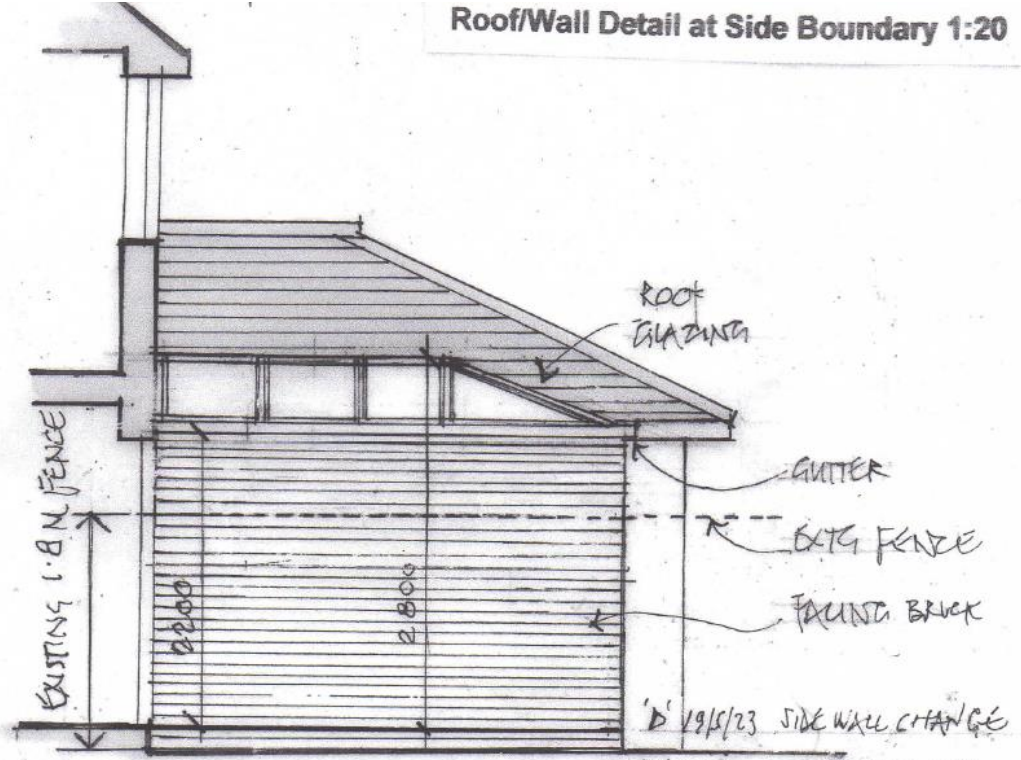 Roof/Wall Detail at Side Boundary 1:20
ROOF
GLAZING
GUTTER
EXTG FENCE
FACING BRICK
EXISTING 1.8 M FENCE
2200
2800
'D' 19/5/23 SIDE WALL CHANGE